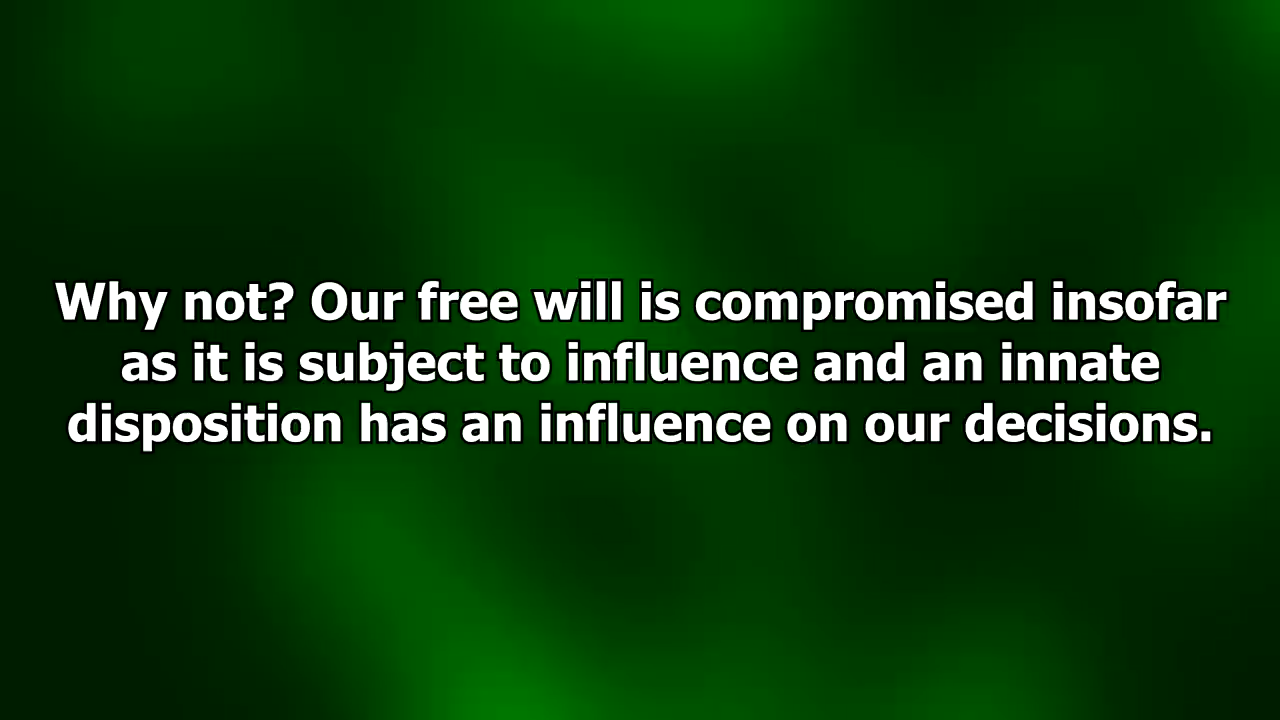 Why not? Our free will is compromised insofar
as it is subject to influence and an innate
disposition has an influence on our decisions.